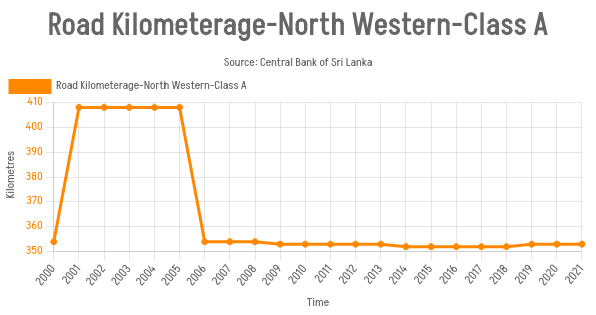 Road Kilometerage-North Western-Class A
Source: Central Bank of Sri Lanka
Road Kilometerage-North Western-Class A
Kilometres
410
400
390
380
370
360
350
2000 2001 2002 2003 2004 2005 2006 2007 2008 2009 2010 2011 2012 2013 2014 2015 2016 2017 2018 2019 2020 2021
Time